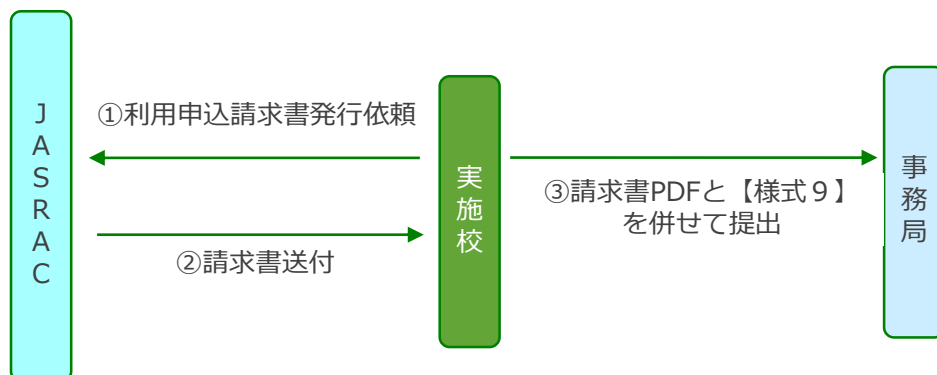 JASRAC
①利用申込請求書発行依頼
②請求書送付
実施校
③請求書PDFと【様式９】
を併せて提出
事務局